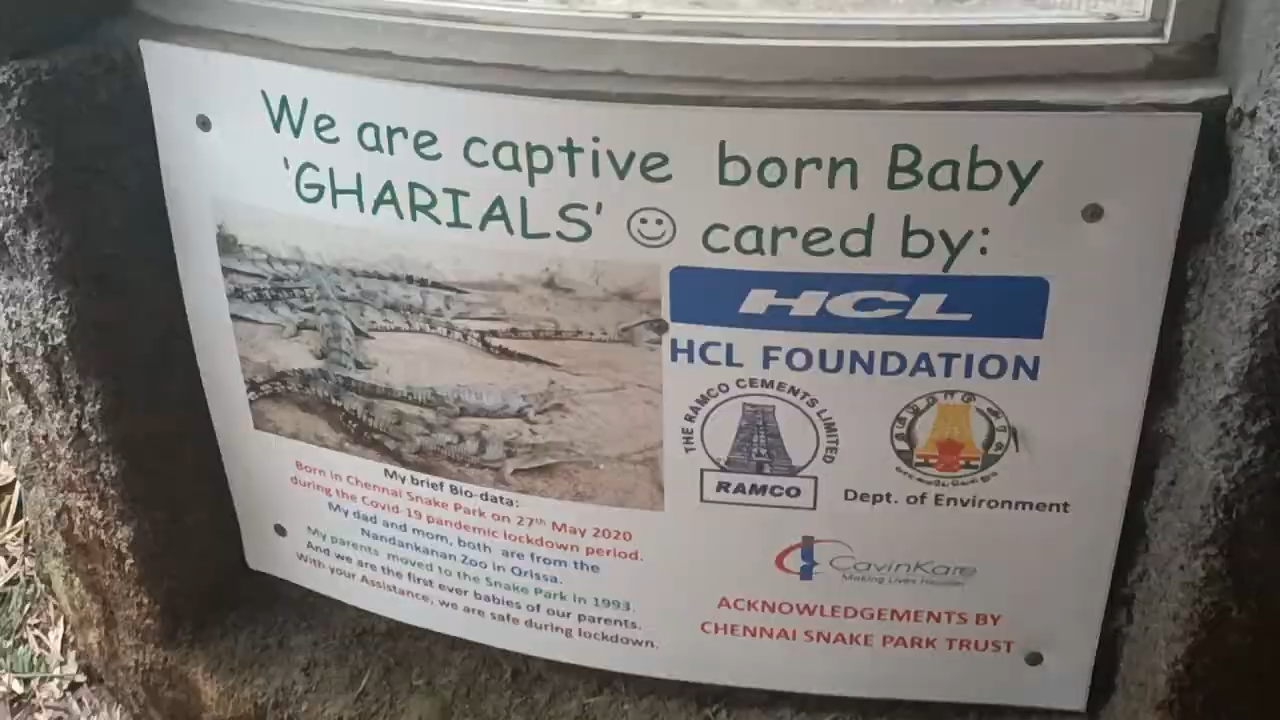 We are captive born Baby
'GHARIALS' ☺ cared by:
HCL
HCL FOUNDATION
THE RAMCO CEMENTS LIMITED
RAMCO
Dept. of Environment
CavinKare
ACKNOWLEDGEMENTS BY
CHENNAI SNAKE PARK TRUST
My brief Bio-data:
Born in Chennai Snake Park on 27th May 2020
during the Covid-19 pandemic lockdown period.
My dad and mom, both are from the
Nandankanan Zoo in Orissa.
My parents moved to the Snake Park in 1993.
And we are the first ever babies of our parents.
With your Assistance, we are safe during lockdown.